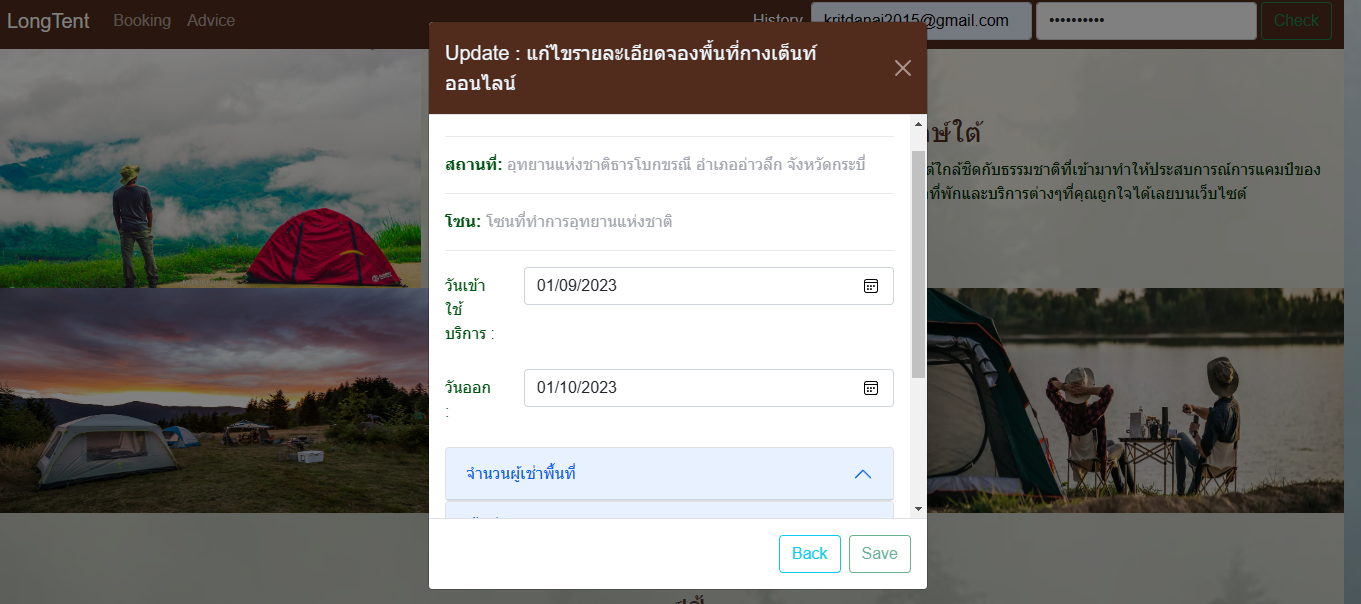 LongTent Booking Advice History kritdanai2015@gmail.com •••••••••• Check
Update : แก้ไขรายละเอียดจองพื้นที่กางเต็นท์
ออนไลน์
สถานที่: อุทยานแห่งชาติธารโบกขรณี อำเภออ่าวลึก จังหวัดกระบี่
โซน: โซนที่ทำการอุทยานแห่งชาติ
วันเข้า
ใช้
บริการ :
01/09/2023
วันออก
:
01/10/2023
จำนวนผู้เช่าพื้นที่
Back Save
ใต้
ใกล้ชิดกับธรรมชาติที่เข้ามาทำให้ประสบการณ์การแคมป์ของ
ที่พักและบริการต่างๆที่คุณถูกใจได้เลยบนเว็บไซต์